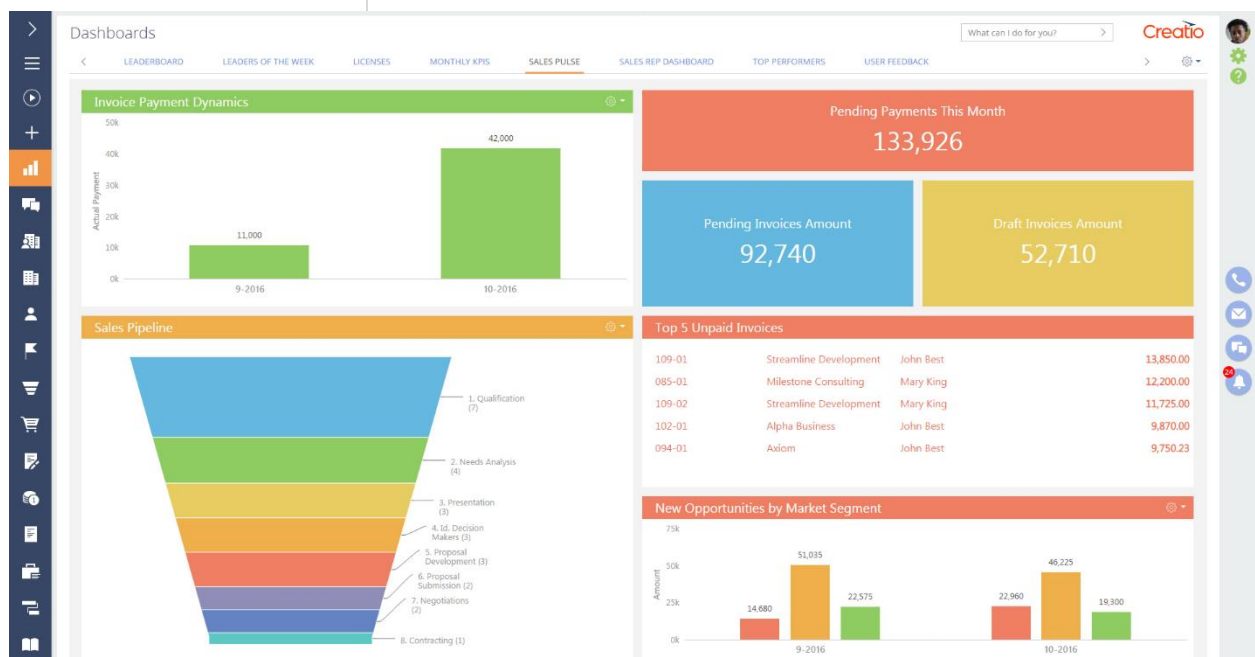 Dashboards
What can I do for you?
Creatio
LEADERBOARD
LEADERS OF THE WEEK
LICENSES
MONTHLY KPIS
SALES PULSE
SALES REP DASHBOARD
TOP PERFORMERS
USER FEEDBACK
Invoice Payment Dynamics
50k
40k
30k
20k
10k
0k
Actual Payment
11,000
42,000
9-2016
10-2016
Pending Payments This Month
133,926
Pending Invoices Amount
92,740
Draft Invoices Amount
52,710
Sales Pipeline
1. Qualification
(7)
2. Needs Analysis
(4)
3. Presentation
(3)
4. Id. Decision
Makers (3)
5. Proposal
Development (3)
6. Proposal
Submission (2)
7. Negotiations
(2)
8. Contracting (1)
Top 5 Unpaid Invoices
109-01 Streamline Development John Best 13,850.00
085-01 Milestone Consulting Mary King 12,200.00
109-02 Streamline Development Mary King 11,725.00
102-01 Alpha Business John Best 9,870.00
094-01 Axiom John Best 9,750.23
New Opportunities by Market Segment
75k
50k
25k
0k
Amount
14,680
51,035
22,575
22,960
46,225
19,300
9-2016
10-2016
24